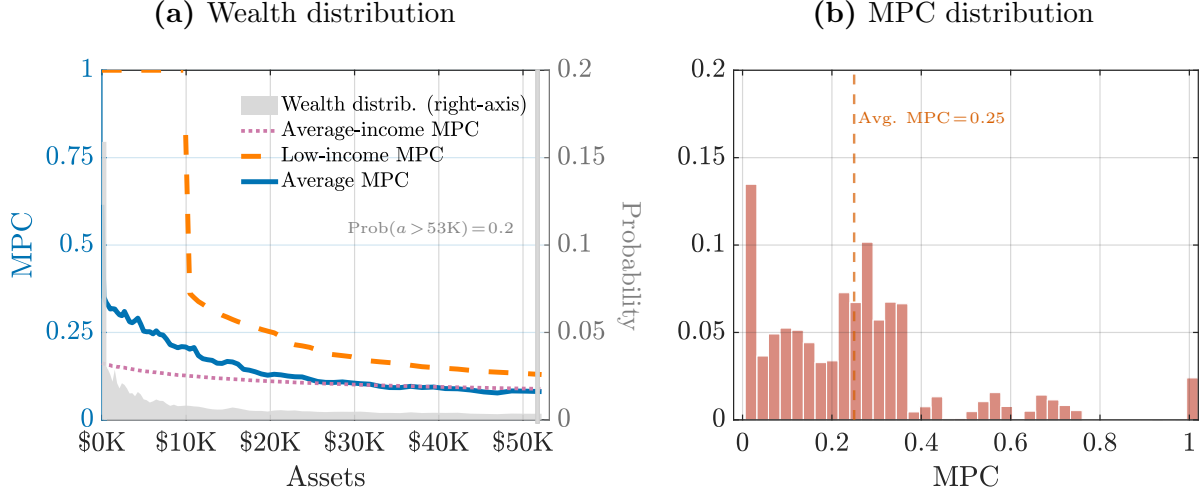 (a) Wealth distribution
1
0.75
0.5
0.25
0
MPC
0.2
0.15
0.1
0.05
0
Probability
Wealth distrib. (right-axis)
Average-income MPC
Low-income MPC
Average MPC
Prob(a > 53K) = 0.2
$0K $10K $20K $30K $40K $50K
Assets
(b) MPC distribution
0.2
0.15
0.1
0.05
0
Avg. MPC = 0.25
0 0.2 0.4 0.6 0.8 1
MPC